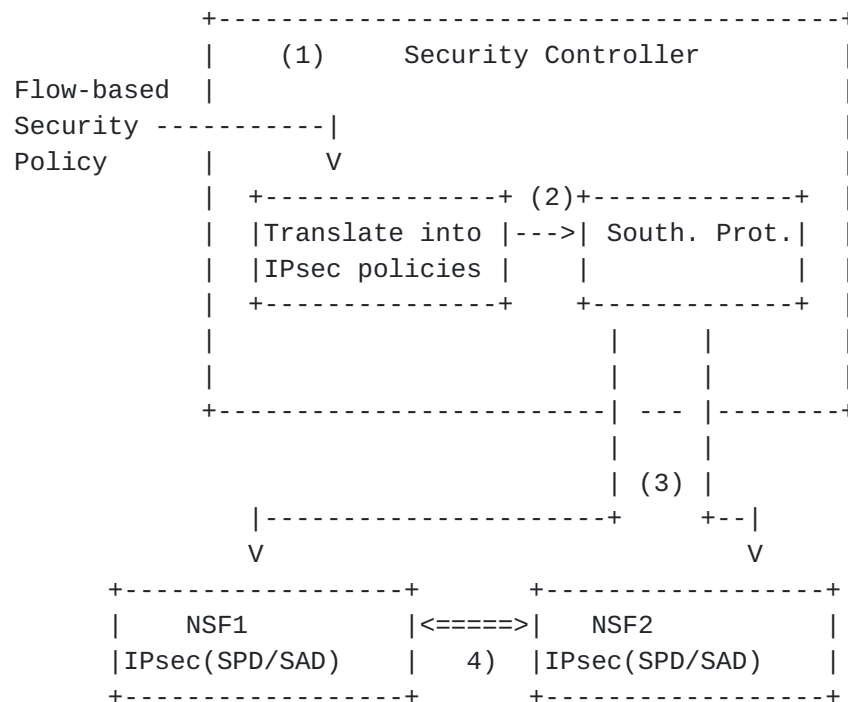 (1) Security Controller
Flow-based
Security
Policy V
(2)
Translate into ---> South. Prot.
IPsec policies
(3)
V V
NSF1 <=====> NSF2
IPsec(SPD/SAD) 4) IPsec(SPD/SAD)